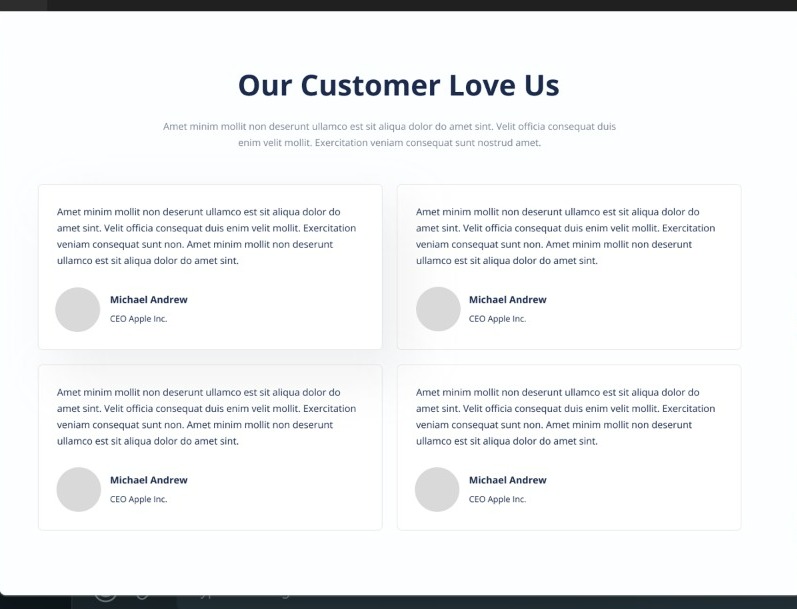 Our Customer Love Us
Amet minim mollit non deserunt ullamco est sit aliqua dolor do amet sint. Velit officia consequat duis
enim velit mollit. Exercitation veniam consequat sunt nostrud amet.
Amet minim mollit non deserunt ullamco est sit aliqua dolor do
amet sint. Velit officia consequat duis enim velit mollit. Exercitation
veniam consequat sunt non. Amet minim mollit non deserunt
ullamco est sit aliqua dolor do amet sint.
Michael Andrew
CEO Apple Inc.
Amet minim mollit non deserunt ullamco est sit aliqua dolor do
amet sint. Velit officia consequat duis enim velit mollit. Exercitation
veniam consequat sunt non. Amet minim mollit non deserunt
ullamco est sit aliqua dolor do amet sint.
Michael Andrew
CEO Apple Inc.
Amet minim mollit non deserunt ullamco est sit aliqua dolor do
amet sint. Velit officia consequat duis enim velit mollit. Exercitation
veniam consequat sunt non. Amet minim mollit non deserunt
ullamco est sit aliqua dolor do amet sint.
Michael Andrew
CEO Apple Inc.
Amet minim mollit non deserunt ullamco est sit aliqua dolor do
amet sint. Velit officia consequat duis enim velit mollit. Exercitation
veniam consequat sunt non. Amet minim mollit non deserunt
ullamco est sit aliqua dolor do amet sint.
Michael Andrew
CEO Apple Inc.